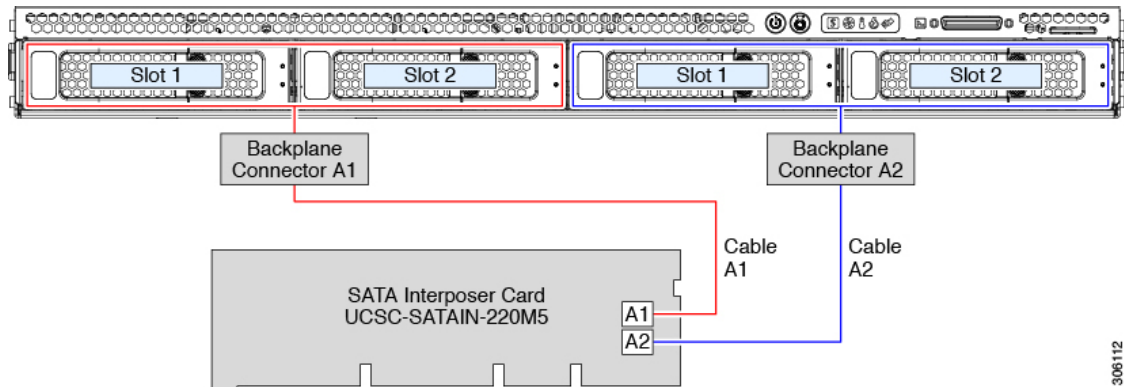 Slot 1
Slot 2
Slot 1
Slot 2
Backplane
Connector A1
Backplane
Connector A2
Cable
A1
Cable
A2
SATA Interposer Card
UCSC-SATAIN-220M5
A1
A2
306112